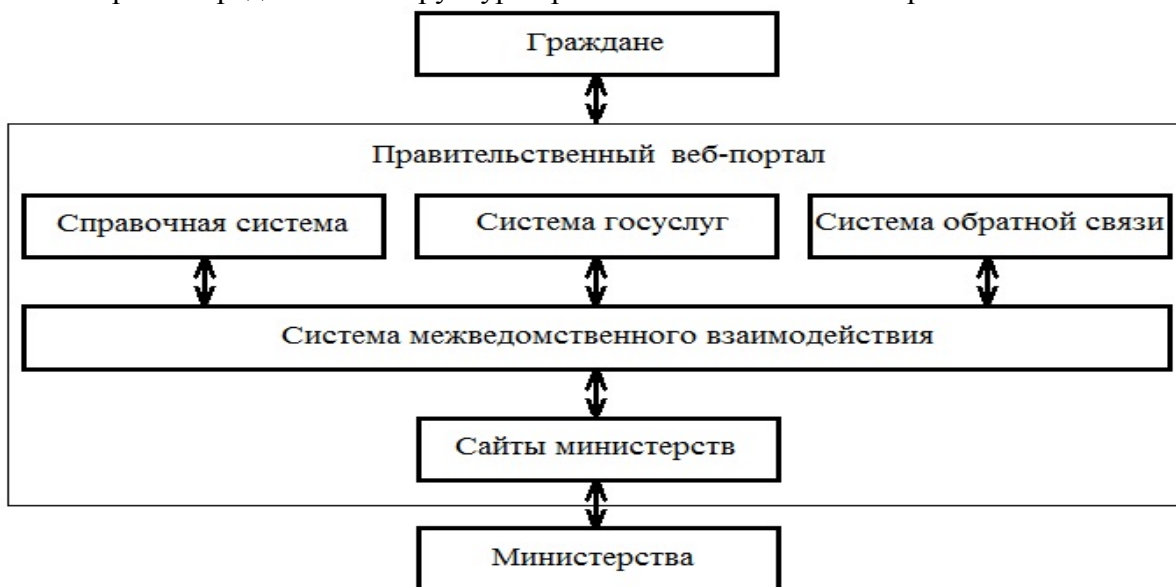 Граждане
Правительственный веб-портал
Справочная система
Система госуслуг
Система обратной связи
Система межведомственного взаимодействия
Сайты министерств
Министерства